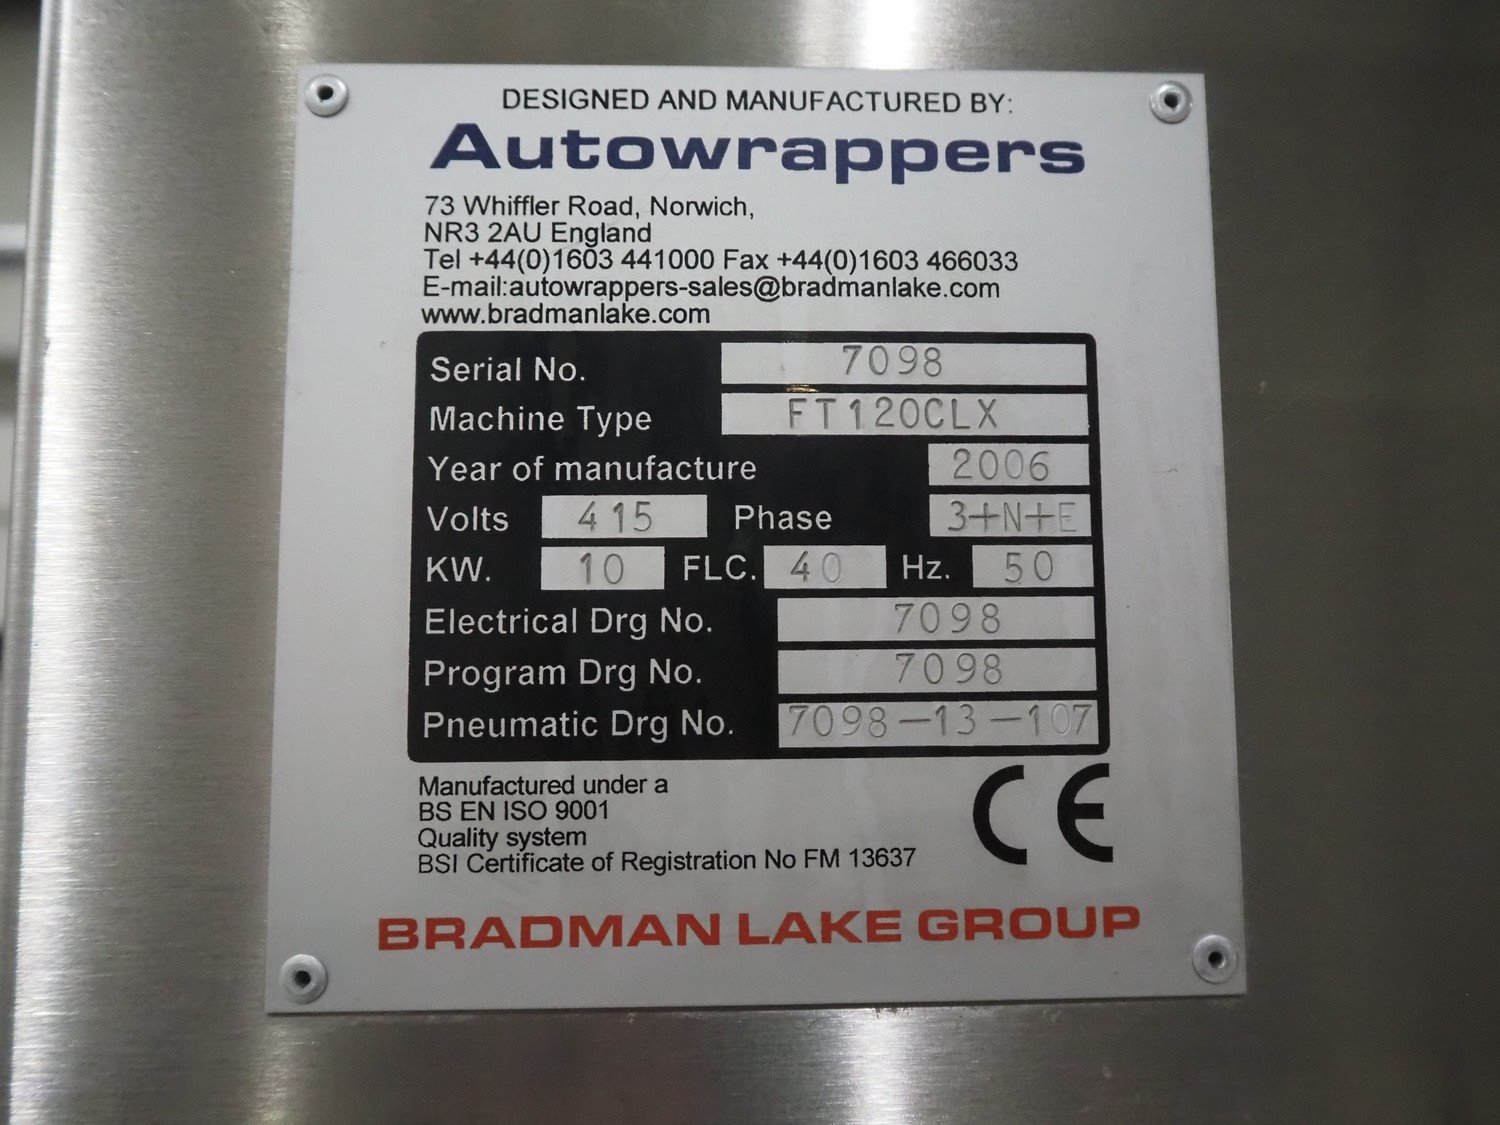 DESIGNED AND MANUFACTURED BY:
Autowrappers
73 Whiffler Road, Norwich,
NR3 2AU England
Tel +44(0)1603 441000 Fax +44(0)1603 466033
E-mail:autowrappers-sales@bradmanlake.com
www.bradmanlake.com
Serial No. 7098
Machine Type FT120CLX
Year of manufacture 2006
Volts 415 Phase 3+N+E
KW. 10 FLC. 40 Hz. 50
Electrical Drg No. 7098
Program Drg No. 7098
Pneumatic Drg No. 7098-13-107
Manufactured under a
BS EN ISO 9001
Quality system
BSI Certificate of Registration No FM 13637
CE
BRADMAN LAKE GROUP